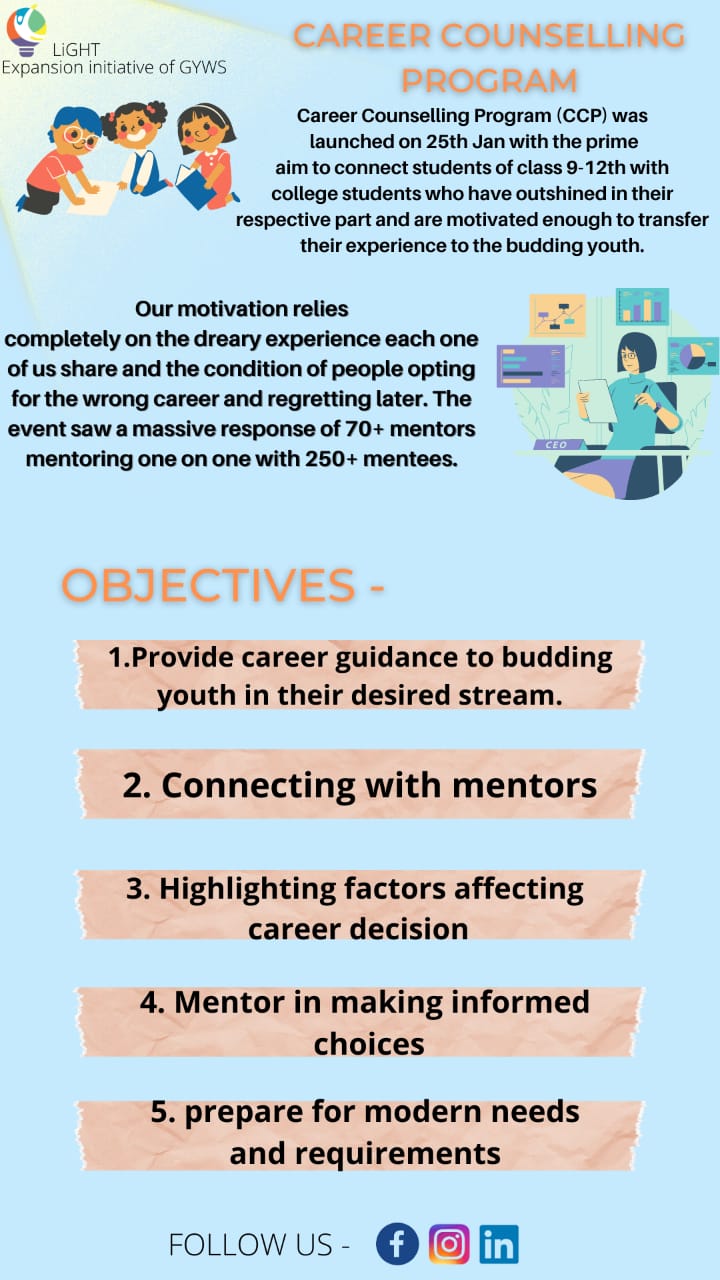 LiGHT
Expansion initiative of GYWS
CAREER COUNSELLING
PROGRAM
Career Counselling Program (CCP) was
launched on 25th Jan with the prime
aim to connect students of class 9-12th with
college students who have outshined in their
respective part and are motivated enough to transfer
their experience to the budding youth.
Our motivation relies
completely on the dreary experience each one
of us share and the condition of people opting
for the wrong career and regretting later. The
event saw a massive response of 70+ mentors
mentoring one on one with 250+ mentees.
CEO
OBJECTIVES -
1.Provide career guidance to budding
youth in their desired stream.
2. Connecting with mentors
3. Highlighting factors affecting
career decision
4. Mentor in making informed
choices
5. prepare for modern needs
and requirements
FOLLOW US -